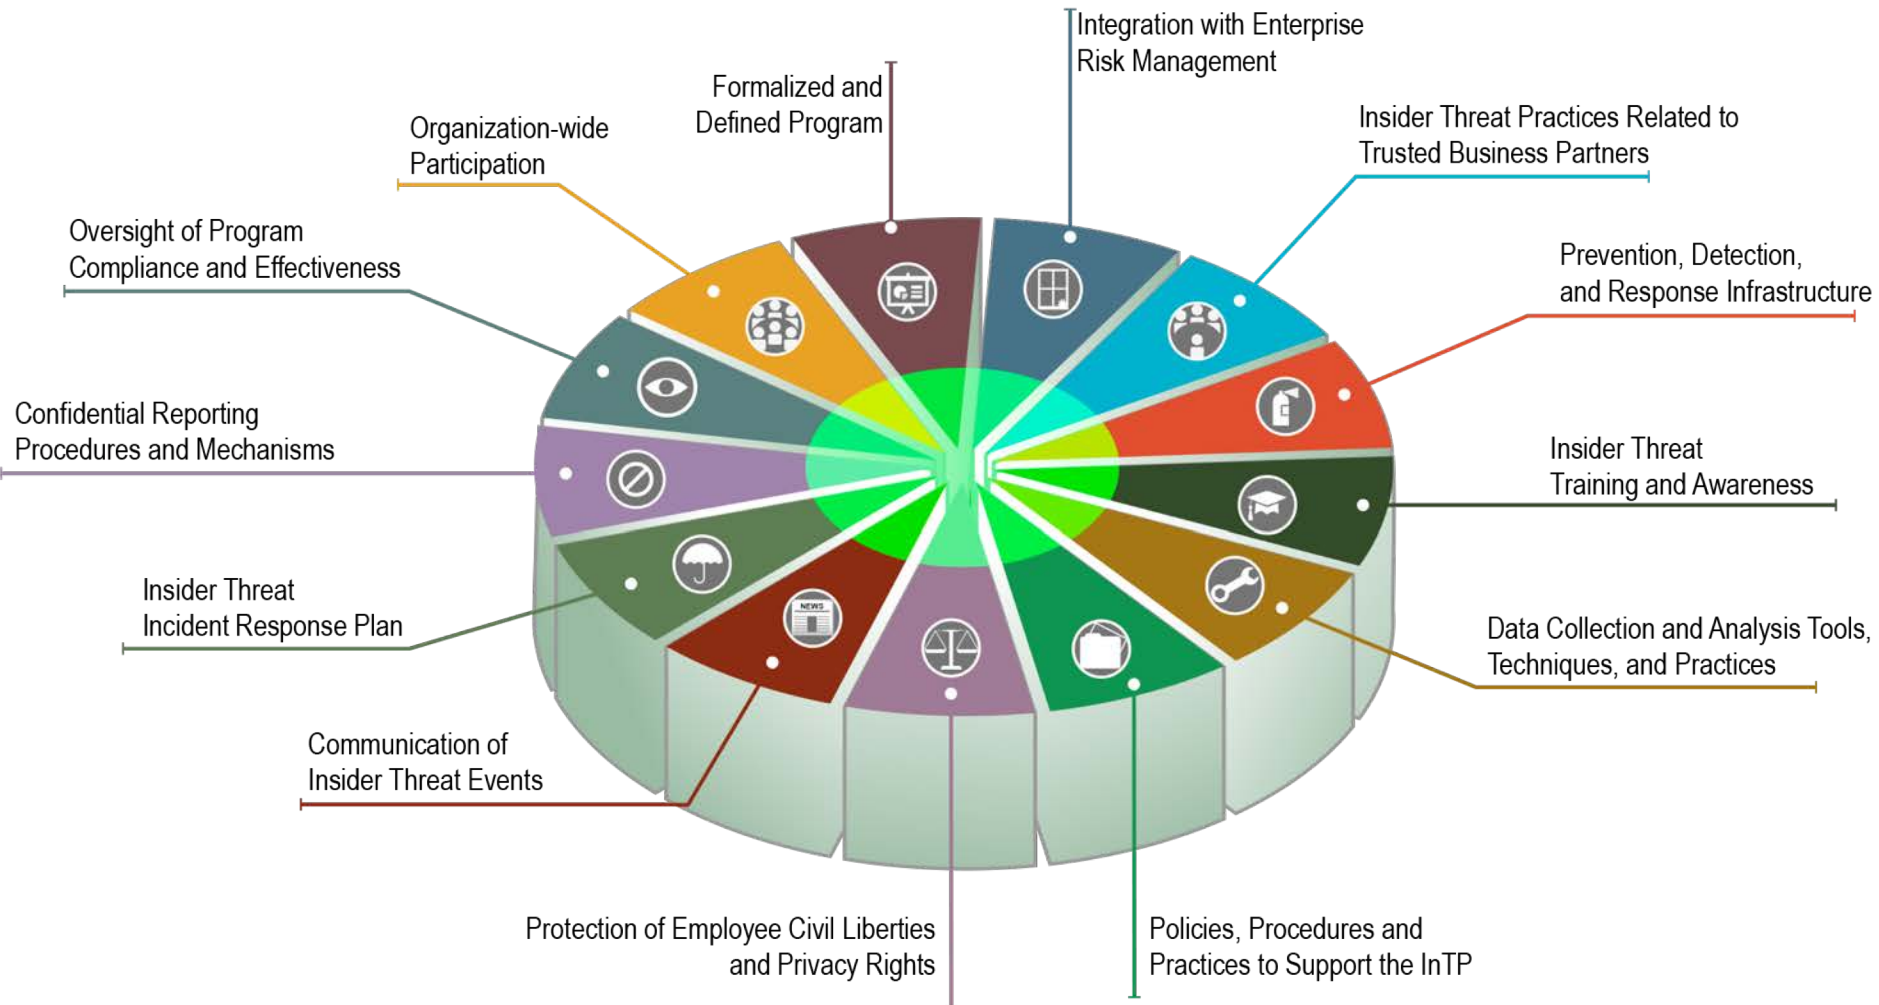 Integration with Enterprise
Risk Management
Formalized and
Defined Program
Insider Threat Practices Related to
Trusted Business Partners
Organization-wide
Participation
Oversight of Program
Compliance and Effectiveness
Prevention, Detection,
and Response Infrastructure
Confidential Reporting
Procedures and Mechanisms
Insider Threat
Training and Awareness
Insider Threat
Incident Response Plan
NEWS
Data Collection and Analysis Tools,
Techniques, and Practices
Communication of
Insider Threat Events
Protection of Employee Civil Liberties
and Privacy Rights
Policies, Procedures and
Practices to Support the InTP